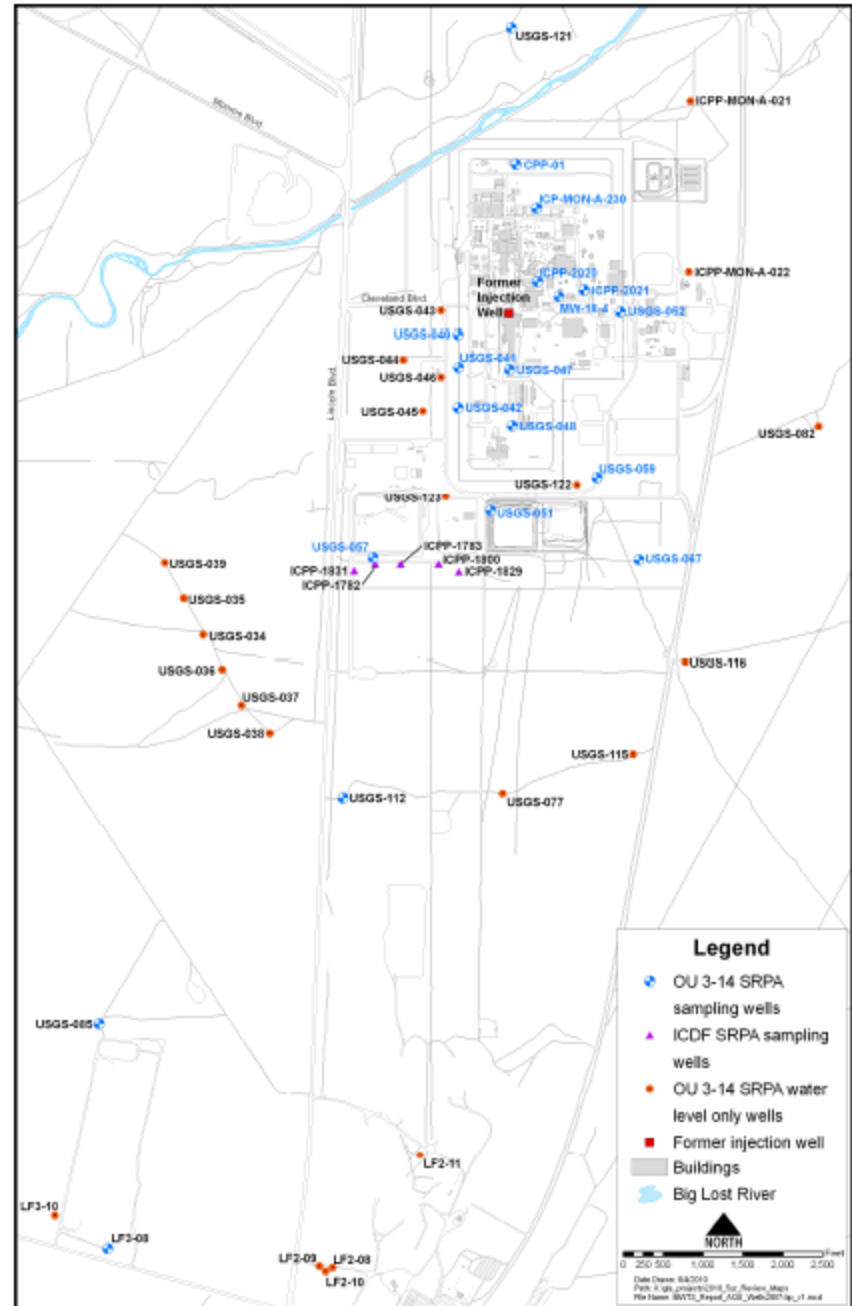 USGS-121
Monroe Blvd.
ICPP-MON-A-021
CPP-01
ICP-MON-A-230
ICPP-MON-A-022
ICPP-2020
Former
Injection
Well
ICPP-2021
MW-18-4
USGS-052
Cleveland Blvd.
USGS-043
USGS-040
USGS-044
USGS-041
USGS-047
USGS-046
Lincoln Blvd.
USGS-045
USGS-042
USGS-048
USGS-082
USGS-059
USGS-122
USGS-123
USGS-051
USGS-057
ICPP-1783
ICPP-1800
USGS-067
ICPP-1831
ICPP-1829
ICPP-1782
USGS-039
USGS-035
USGS-034
USGS-036
USGS-116
USGS-037
USGS-038
USGS-115
USGS-112
USGS-077
USGS-085
LF2-11
LF3-10
LF3-08
LF2-09
LF2-08
LF2-10
Legend
OU 3-14 SRPA
sampling wells
ICDF SRPA sampling
wells
OU 3-14 SRPA water
level only wells
Former injection well
Buildings
Big Lost River
NORTH
Feet
0 250 500 1,000 1,500 2,000 2,500